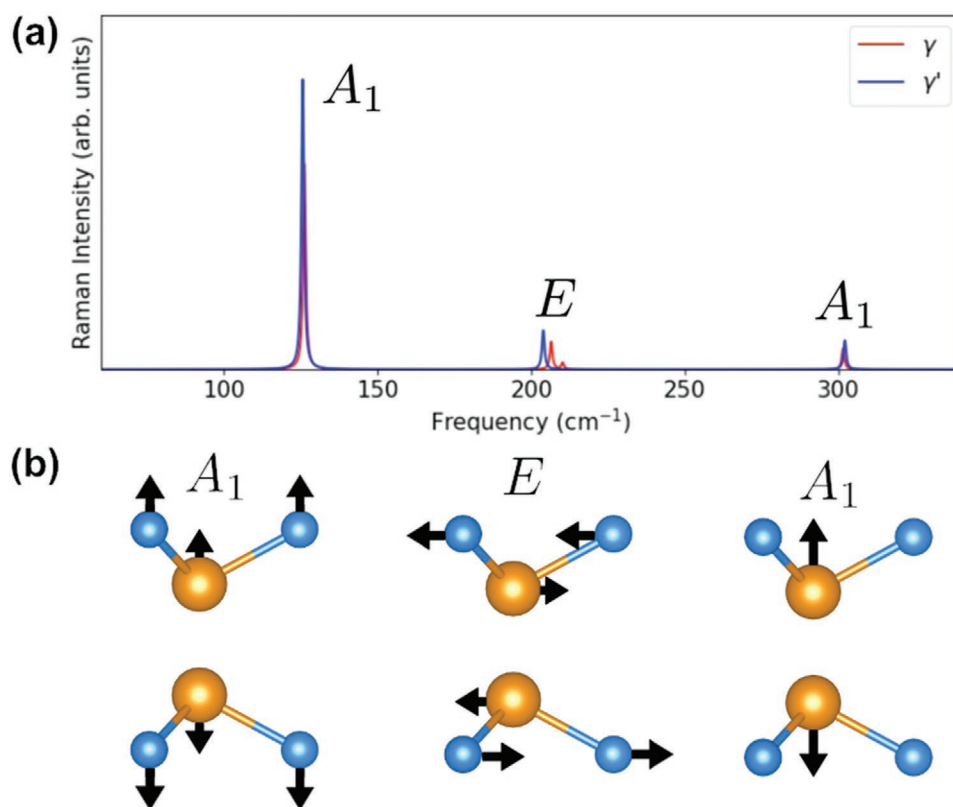 (a)
Raman Intensity (arb. units)
γ
γ'
A₁
E
A₁
100 150 200 250 300
Frequency (cm⁻¹)
(b)
A₁ E A₁